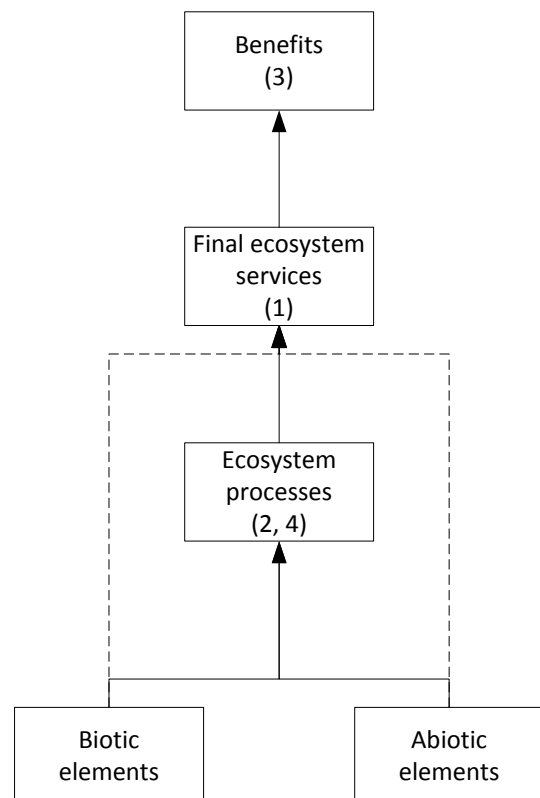 Benefits
(3)
Final ecosystem
services
(1)
Ecosystem
processes
(2, 4)
Biotic
elements
Abiotic
elements